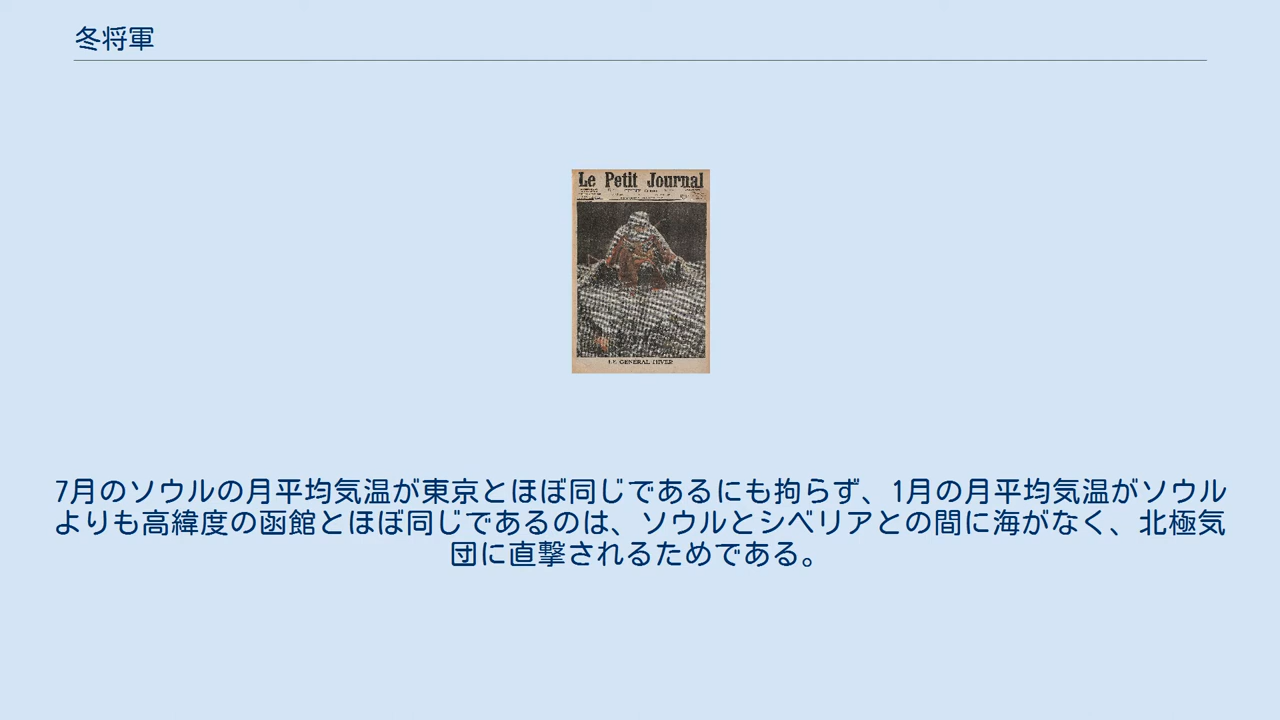 冬将軍
Le Petit Journal
LE GÉNÉRAL HIVER
7月のソウルの月平均気温が東京とほぼ同じであるにも拘らず、1月の月平均気温がソウル
よりも高緯度の函館とほぼ同じであるのは、ソウルとシベリアとの間に海がなく、北極気
団に直撃されるためである。